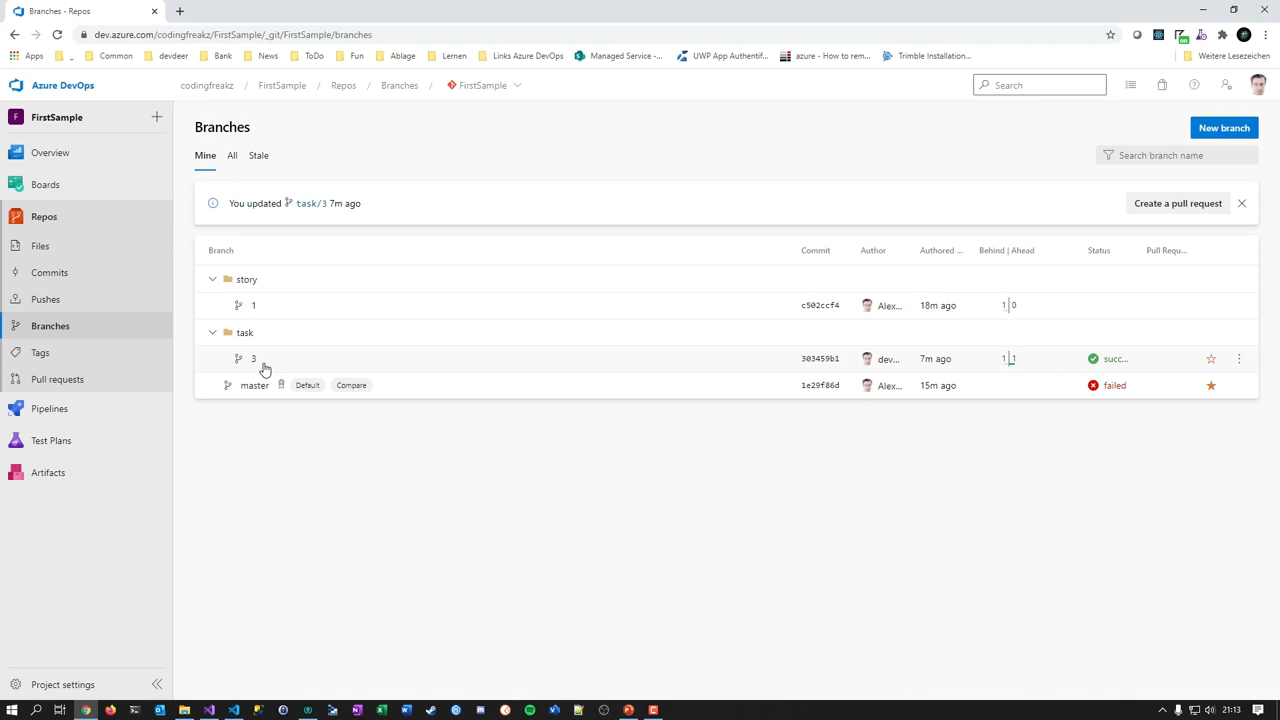 Branches - Repos
dev.azure.com/codingfreakz/FirstSample/_git/FirstSample/branches
Apps
_
Common
devdeer
Bank
News
ToDo
Fun
Ablage
Lernen
Links Azure DevOps
Managed Service -...
UWP App Authentif...
azure - How to rem...
Trimble Installation...
Weitere Lesezeichen
Azure DevOps
codingfreakz / FirstSample / Repos / Branches / FirstSample
Search
F FirstSample
Overview
Boards
Repos
Files
Commits
Pushes
Branches
Tags
Pull requests
Pipelines
Test Plans
Artifacts
Project settings
Branches
New branch
Mine All Stale
Search branch name
You updated task/3 7m ago
Create a pull request
Branch Commit Author Authored ... Behind | Ahead Status Pull Requ...
story
1 c502ccf4 Alex... 18m ago 1 0
task
3 303459b1 dev... 7m ago 1 1 succ...
master Default Compare 1e29f86d Alex... 15m ago failed
21:13